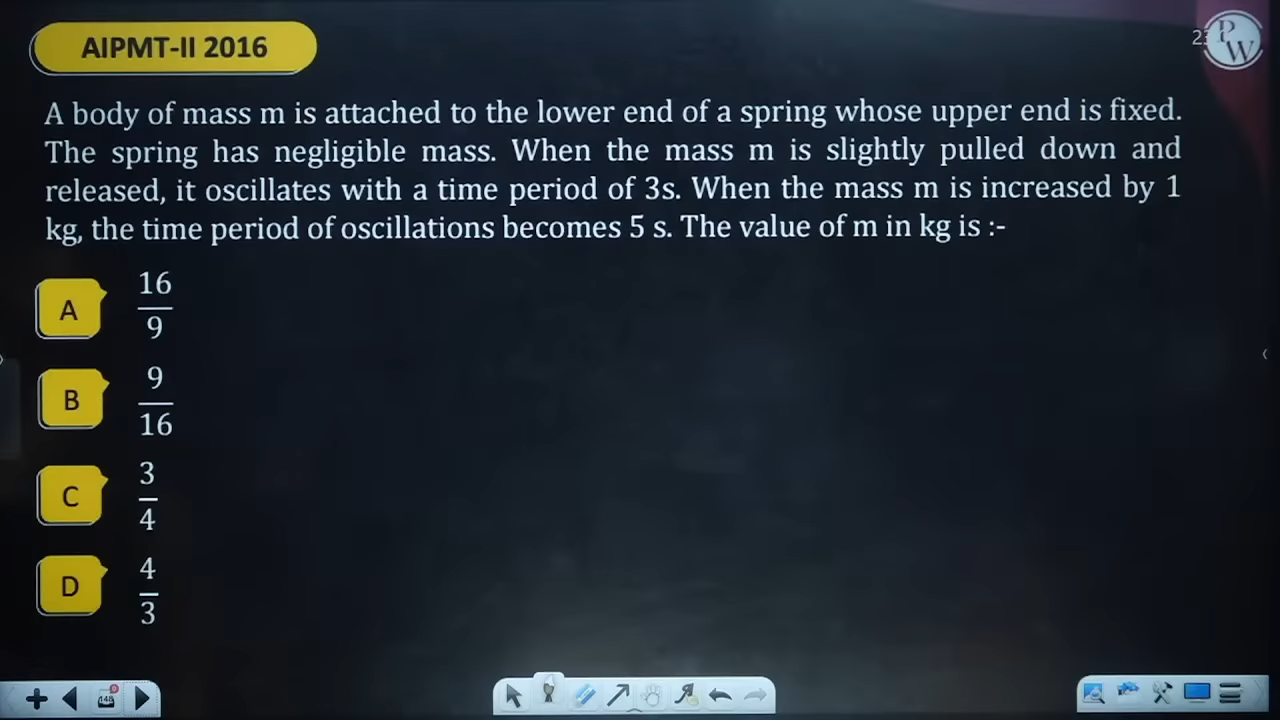 AIPMT-II 2016
23
PW
A body of mass m is attached to the lower end of a spring whose upper end is fixed.
The spring has negligible mass. When the mass m is slightly pulled down and
released, it oscillates with a time period of 3s. When the mass m is increased by 1
kg, the time period of oscillations becomes 5 s. The value of m in kg is :-
A 16/9
B 9/16
C 3/4
D 4/3
448